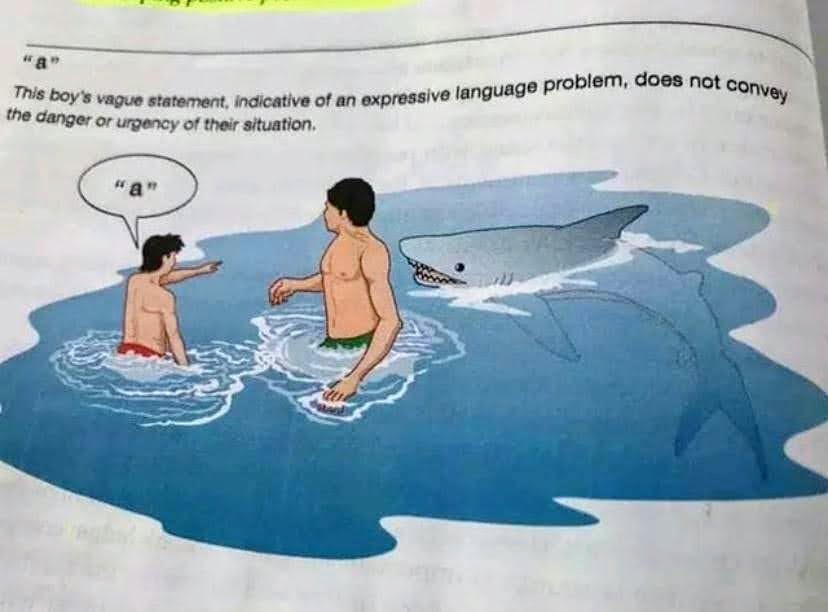 “a”
This boy's vague statement, indicative of an expressive language problem, does not convey
the danger or urgency of their situation.
“a”